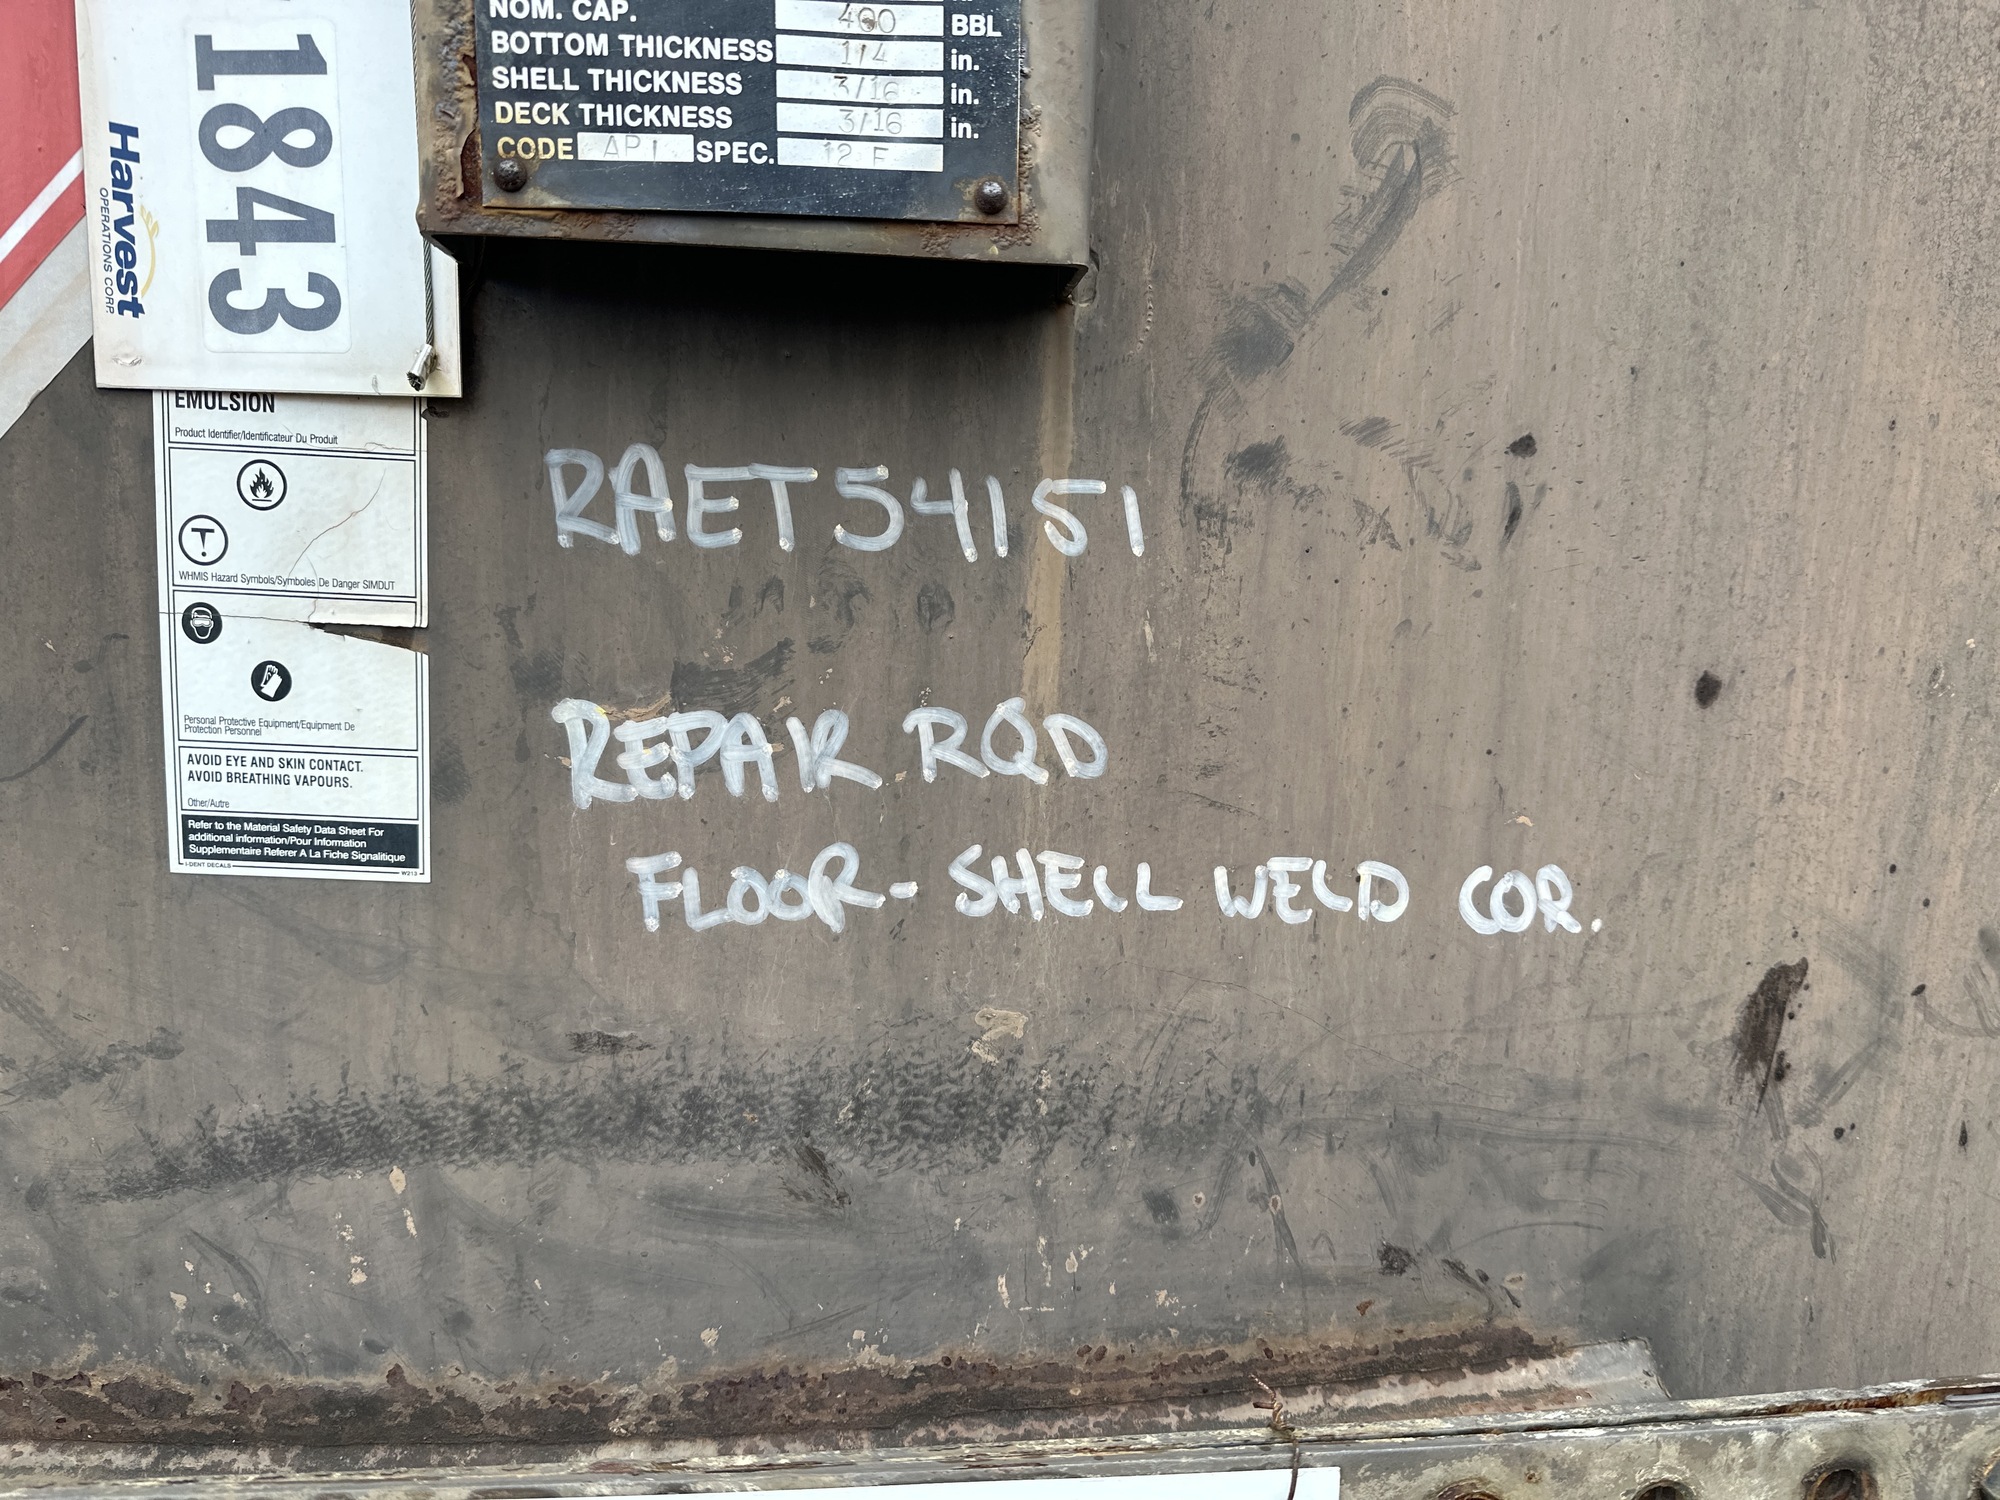 NOM. CAP. 400 BBL
BOTTOM THICKNESS 1/4 in.
SHELL THICKNESS 3/16 in.
DECK THICKNESS 3/16 in.
CODE API SPEC. 12 F
1843
Harvest
OPERATIONS CORP.
EMULSION
Product Identifier/Identificateur Du Produit
WHMIS Hazard Symbols/Symboles De Danger SIMDUT
Personal Protective Equipment/Equipment De
Protection Personnel
AVOID EYE AND SKIN CONTACT.
AVOID BREATHING VAPOURS.
Other/Autre
Refer to the Material Safety Data Sheet For
additional information/Pour Information
Supplementaire Referer A La Fiche Signalitique
I-DENT DECALS W213
RAET54151
REPAIR RQD
FLOOR-SHELL WELD COR.